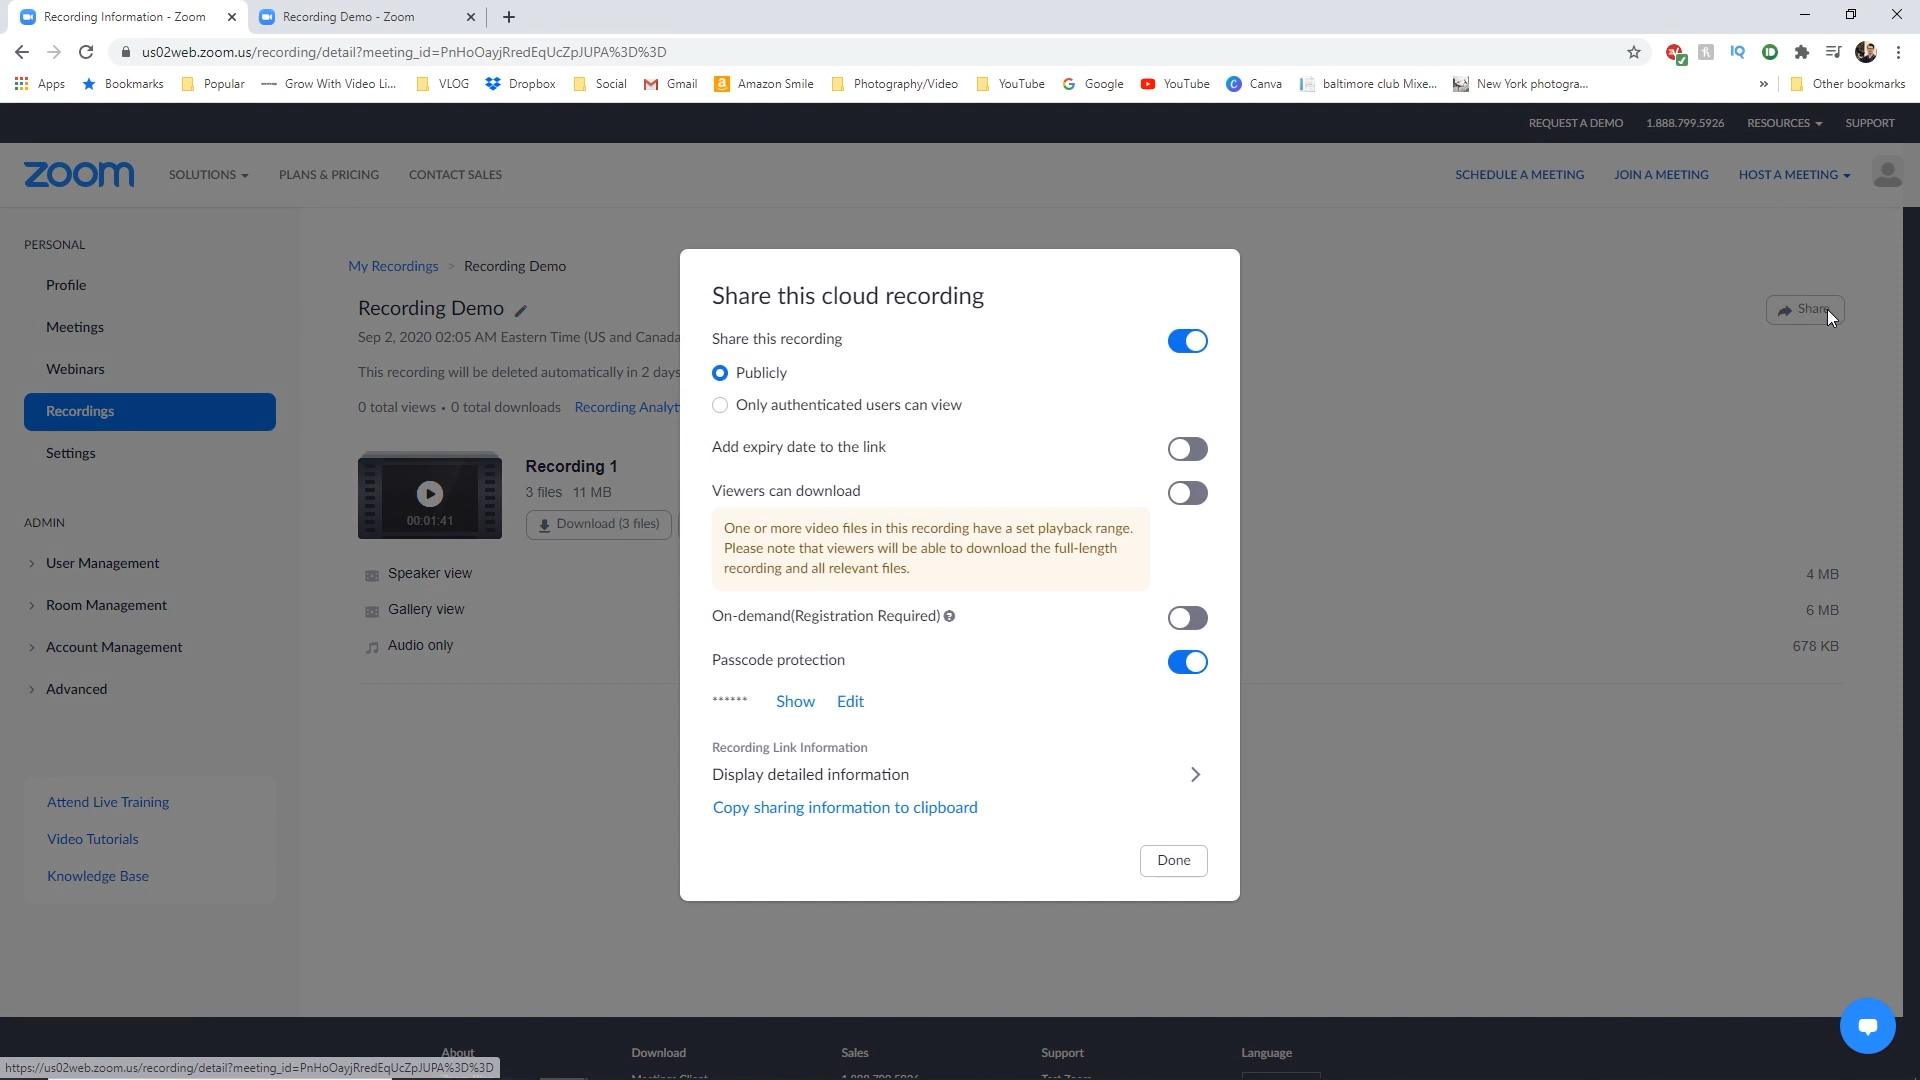 Recording Information - Zoom
Recording Demo - Zoom
us02web.zoom.us/recording/detail?meeting_id=PnHoOayjRredEqUcZpJUPA%3D%3D
Apps
Bookmarks
Popular
Grow With Video Li...
VLOG
Dropbox
Social
Gmail
Amazon Smile
Photography/Video
YouTube
Google
YouTube
Canva
baltimore club Mixe...
New York photogra...
»
Other bookmarks
REQUEST A DEMO
1.888.799.5926
RESOURCES
SUPPORT
zoom
SOLUTIONS
PLANS & PRICING
CONTACT SALES
SCHEDULE A MEETING
JOIN A MEETING
HOST A MEETING
PERSONAL
Profile
Meetings
Webinars
Recordings
Settings
ADMIN
User Management
Room Management
Account Management
Advanced
Attend Live Training
Video Tutorials
Knowledge Base
My Recordings > Recording Demo
Recording Demo
Share
Sep 2, 2020 02:05 AM Eastern Time (US and Canada
This recording will be deleted automatically in 2 days
0 total views • 0 total downloads Recording Analyt
00:01:41
Recording 1
3 files 11 MB
Download (3 files)
Speaker view
4 MB
Gallery view
6 MB
Audio only
678 KB
Share this cloud recording
Share this recording
Publicly
Only authenticated users can view
Add expiry date to the link
Viewers can download
One or more video files in this recording have a set playback range.
Please note that viewers will be able to download the full-length
recording and all relevant files.
On-demand(Registration Required)
Passcode protection
****** Show Edit
Recording Link Information
Display detailed information
Copy sharing information to clipboard
Done
About
Download
Sales
Support
Language
Meetings Client
1.888.799.5926
Test Zoom
https://us02web.zoom.us/recording/detail?meeting_id=PnHoOayjRredEqUcZpJUPA%3D%3D